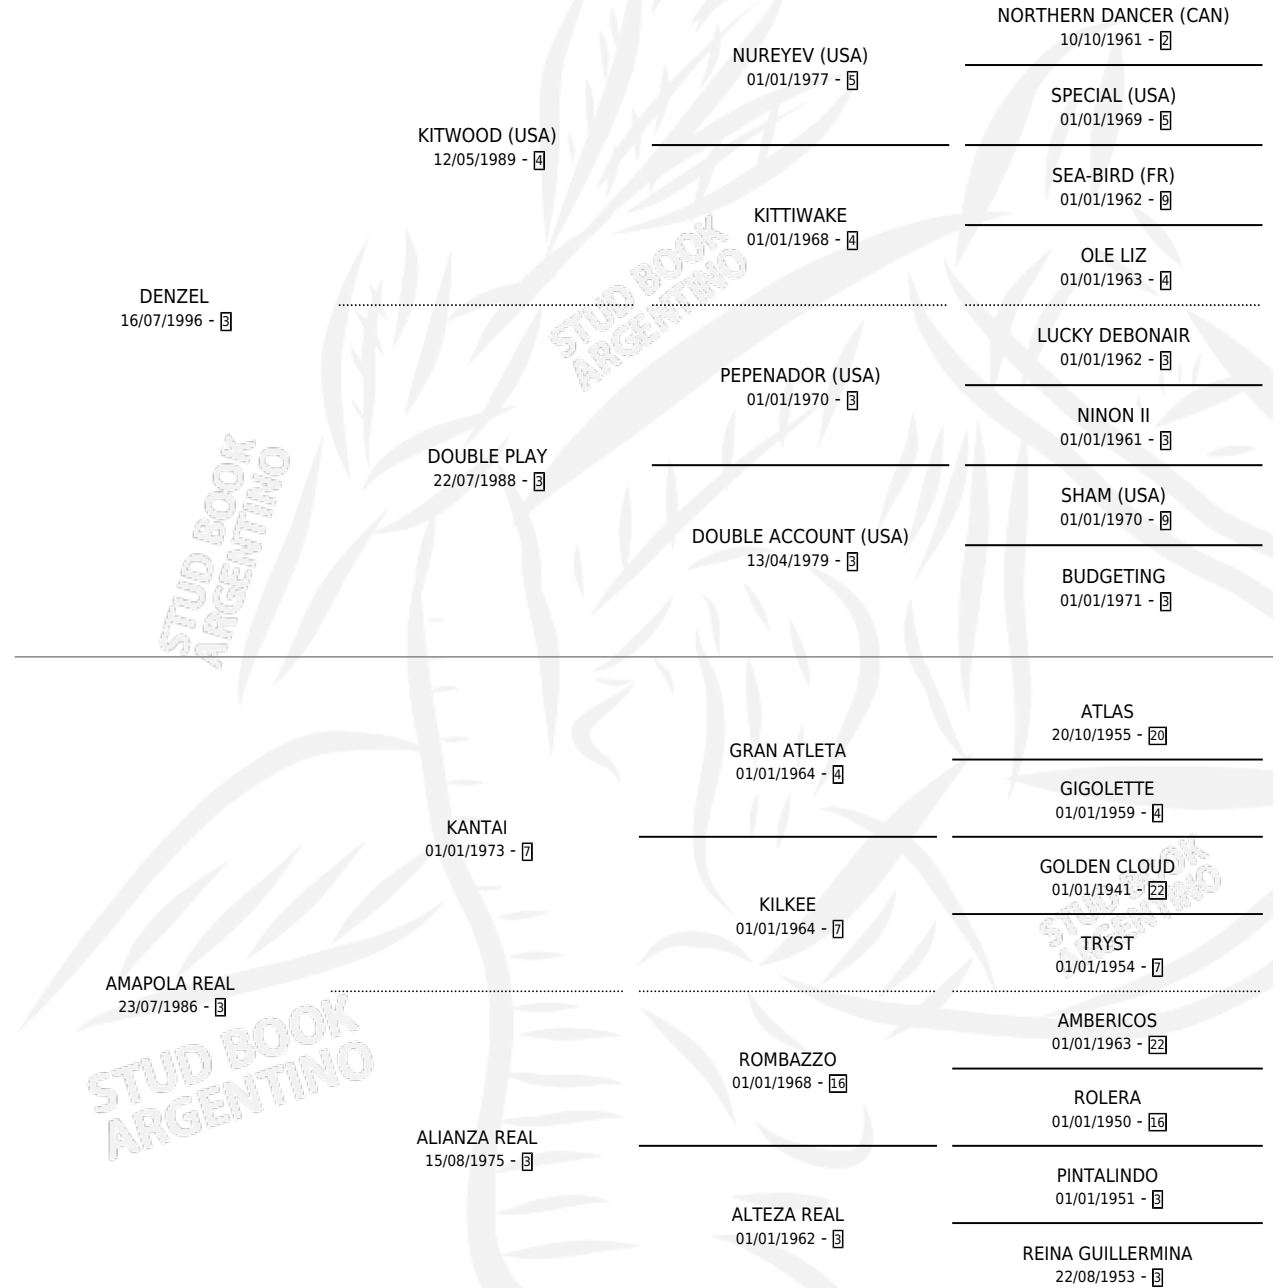 NORTHERN DANCER (CAN)
10/10/1961 - 2
NUREYEV (USA)
01/01/1977 - 5
SPECIAL (USA)
01/01/1969 - 5
KITWOOD (USA)
12/05/1989 - 4
SEA-BIRD (FR)
01/01/1962 - 9
KITTIWAKE
01/01/1968 - 4
OLE LIZ
01/01/1963 - 4
DENZEL
16/07/1996 - 3
LUCKY DEBONAIR
01/01/1962 - 3
PEPENADOR (USA)
01/01/1970 - 3
NINON II
01/01/1961 - 3
DOUBLE PLAY
22/07/1988 - 3
SHAM (USA)
01/01/1970 - 9
DOUBLE ACCOUNT (USA)
13/04/1979 - 3
BUDGETING
01/01/1971 - 3
ATLAS
20/10/1955 - 20
GRAN ATLETA
01/01/1964 - 4
GIGOLETTE
01/01/1959 - 4
KANTAI
01/01/1973 - 7
GOLDEN CLOUD
01/01/1941 - 22
KILKEE
01/01/1964 - 7
TRYST
01/01/1954 - 7
AMAPOLA REAL
23/07/1986 - 3
AMBERICOS
01/01/1963 - 22
ROMBAZZO
01/01/1968 - 16
ROLERA
01/01/1950 - 16
ALIANZA REAL
15/08/1975 - 3
PINTALINDO
01/01/1951 - 3
ALTEZA REAL
01/01/1962 - 3
REINA GUILLERMINA
22/08/1953 - 3
STUD BOOK
ARGENTINO
STUD BOOK
ARGENTINO
STUD BOOK
ARGENTINO
STUD BOOK
ARGENTINO